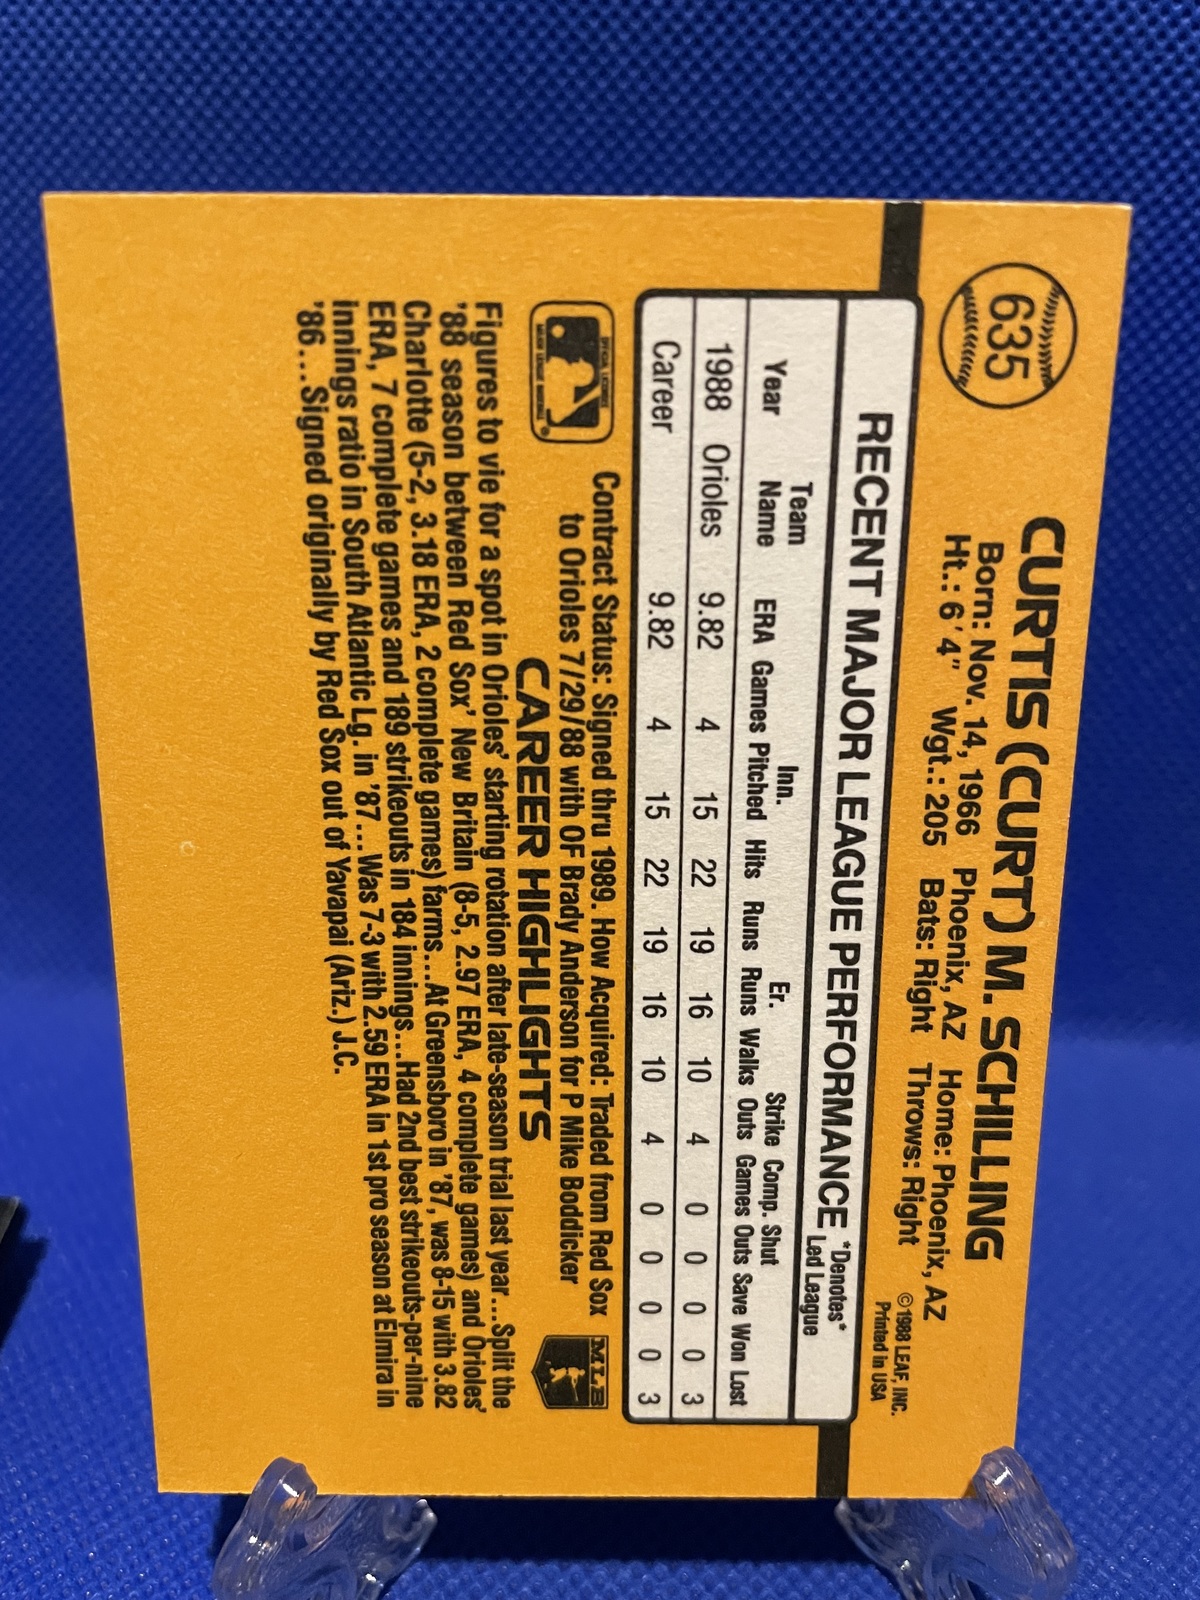 635
CURTIS (CURT) M. SCHILLING
Born: Nov. 14, 1966 Phoenix, AZ Home: Phoenix, AZ
Ht.: 6'4" Wgt.: 205 Bats: Right Throws: Right
©1988 LEAF, INC.
Printed in USA
RECENT MAJOR LEAGUE PERFORMANCE *Denotes*
Led League
Team Inn. Er. Strike Comp. Shut
Year Name ERA Games Pitched Hits Runs Runs Walks Outs Games Outs Save Won Lost
1988 Orioles 9.82 4 15 22 19 16 10 4 0 0 0 0 3
Career 9.82 4 15 22 19 16 10 4 0 0 0 0 3
Contract Status: Signed thru 1989. How Acquired: Traded from Red Sox
to Orioles 7/29/88 with OF Brady Anderson for P Mike Boddicker
MLB
CAREER HIGHLIGHTS
Figures to vie for a spot in Orioles' starting rotation after late-season trial last year...Split the
'88 season between Red Sox' New Britain (8-5, 2.97 ERA, 4 complete games) and Orioles'
Charlotte (5-2, 3.18 ERA, 2 complete games) farms...At Greensboro in '87, was 8-15 with 3.82
ERA, 7 complete games and 189 strikeouts in 184 innings...Had 2nd best strikeouts-per-nine
innings ratio in South Atlantic Lg. in '87...Was 7-3 with 2.59 ERA in 1st pro season at Elmira in
'86...Signed originally by Red Sox out of Yavapai (Ariz.) J.C.